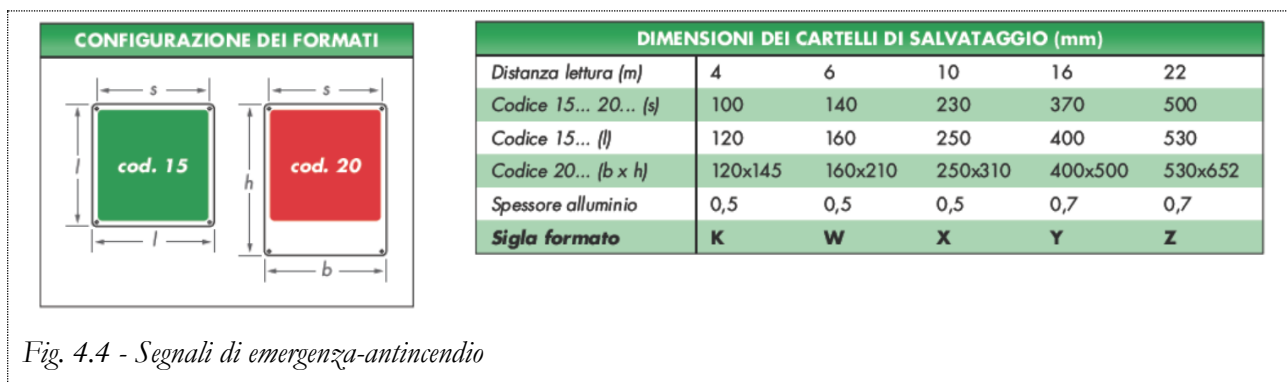 CONFIGURAZIONE DEI FORMATI
s
s
l
cod. 15
h
cod. 20
l
b
DIMENSIONI DEI CARTELLI DI SALVATAGGIO (mm)
Distanza lettura (m) 4 6 10 16 22
Codice 15... 20... (s) 100 140 230 370 500
Codice 15... (l) 120 160 250 400 530
Codice 20... (b x h) 120x145 160x210 250x310 400x500 530x652
Spessore alluminio 0,5 0,5 0,5 0,7 0,7
Sigla formato K W X Y Z
Fig. 4.4 - Segnali di emergenza-antincendio